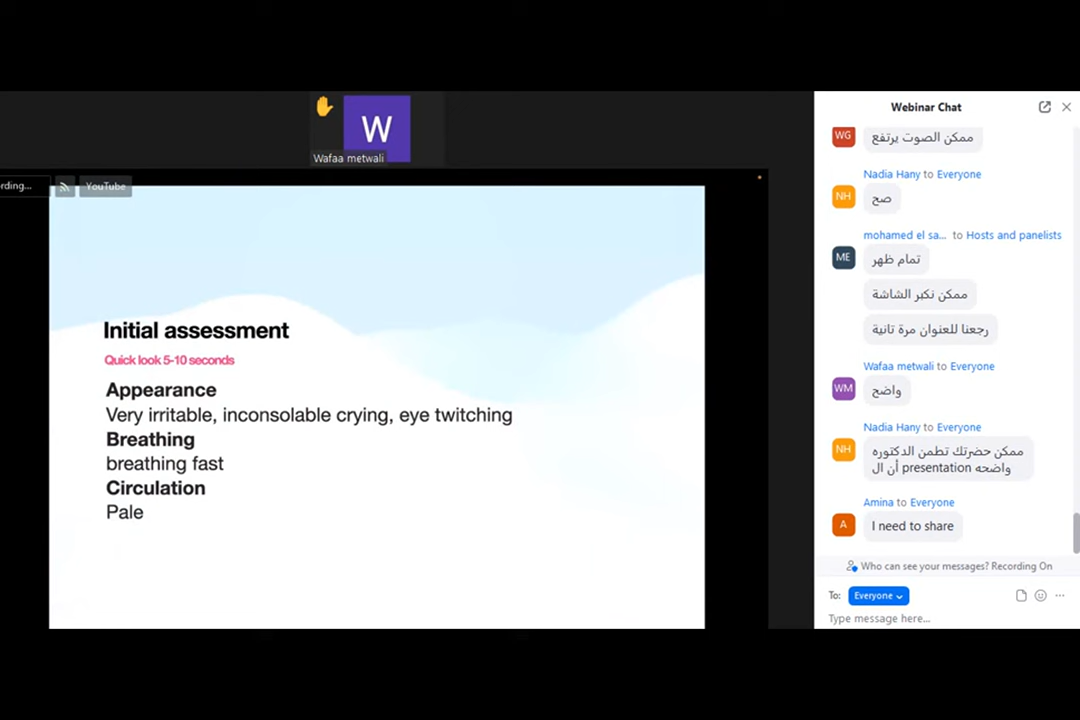 W
Wafaa metwali
rding...
YouTube
Initial assessment
Quick look 5-10 seconds
Appearance
Very irritable, inconsolable crying, eye twitching
Breathing
breathing fast
Circulation
Pale
Webinar Chat
WG
ممكن الصوت يرتفع
Nadia Hany to Everyone
NH
صح
mohamed el sa... to Hosts and panelists
ME
تمام ظهر
ممكن نكبر الشاشة
رجعنا للعنوان مرة تانية
Wafaa metwali to Everyone
WM
واضح
Nadia Hany to Everyone
NH
ممكن حضرتك تطمن الدكتوره
أن ال presentation واضحه
Amina to Everyone
A
I need to share
Who can see your messages? Recording On
To: Everyone
Type message here...